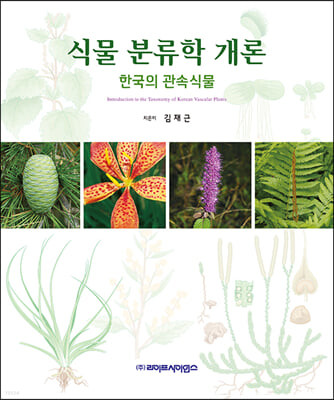 식물 분류학 개론
한국의 관속식물
Introduction to the Taxonomy of Korean Vascular Plants
지은이 김재근
(주) 라이프사이언스